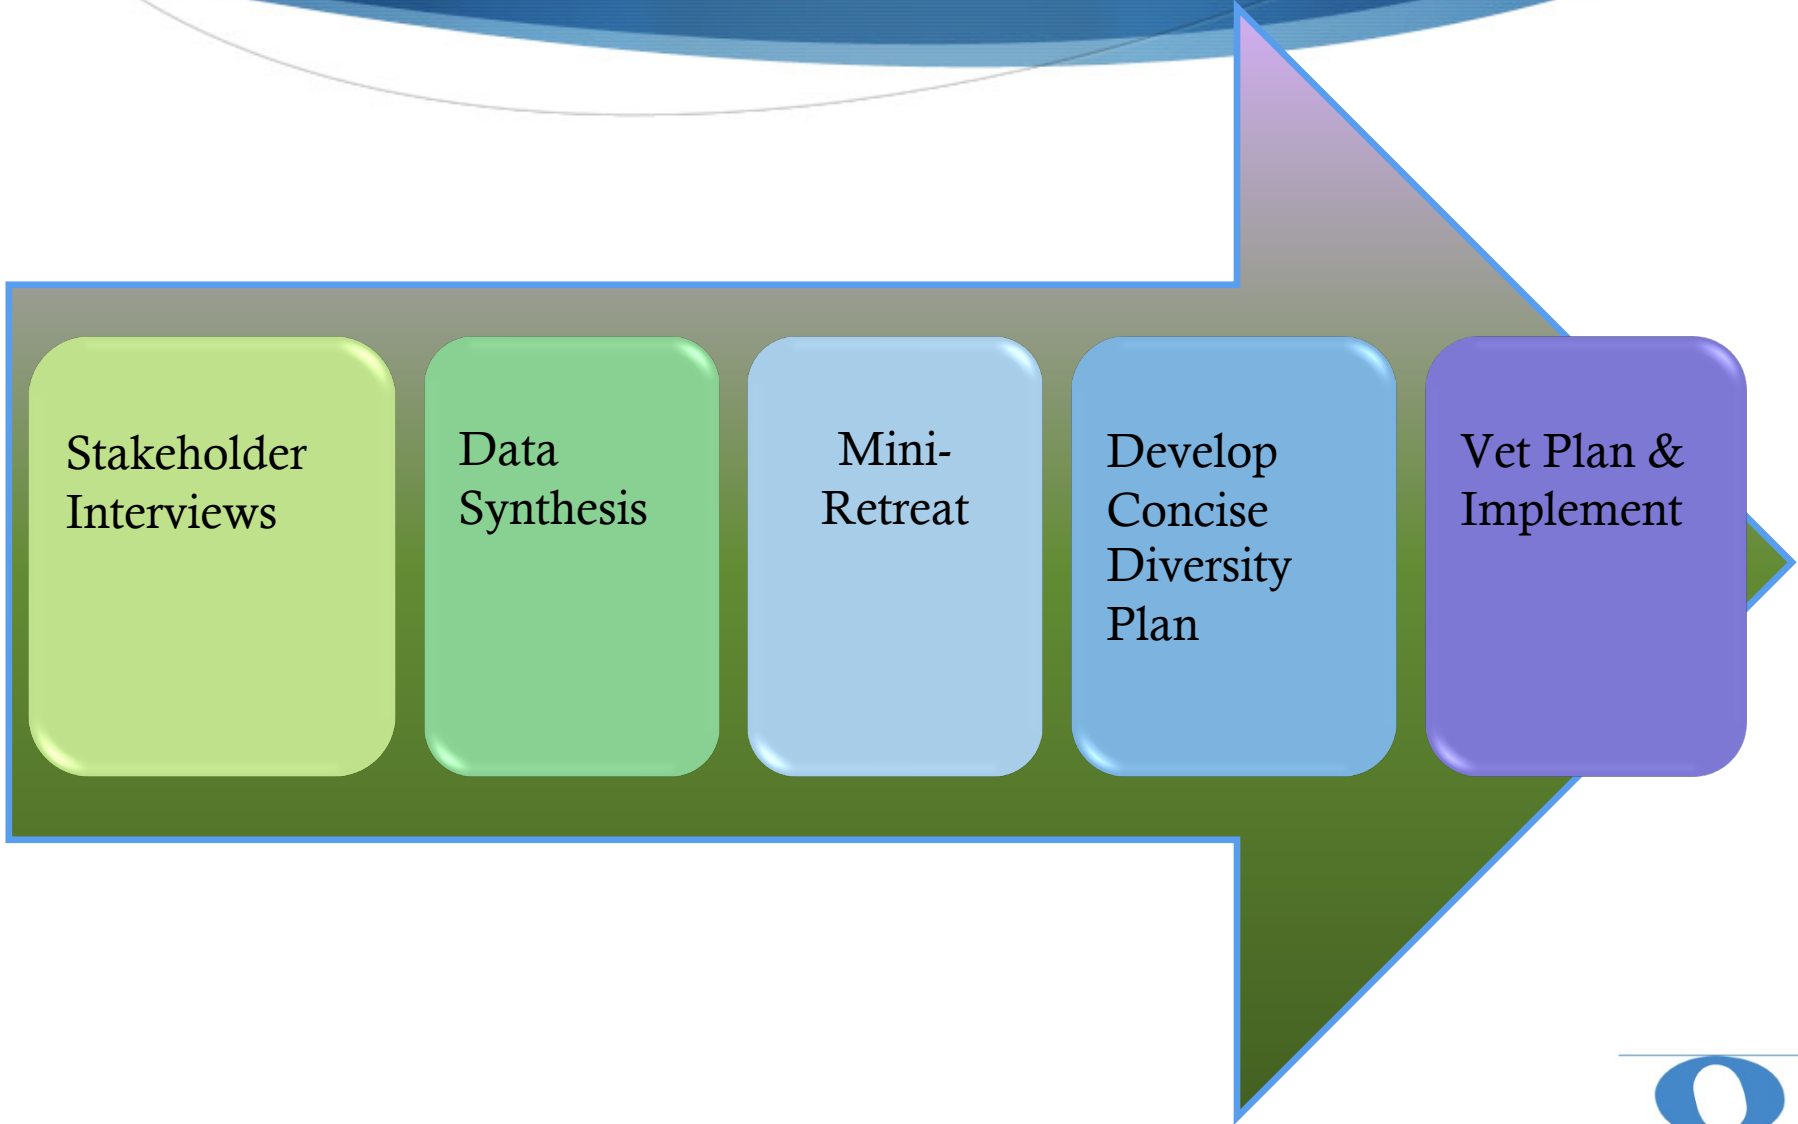 Stakeholder
Interviews
Data
Synthesis
Mini-
Retreat
Develop
Concise
Diversity
Plan
Vet Plan &
Implement